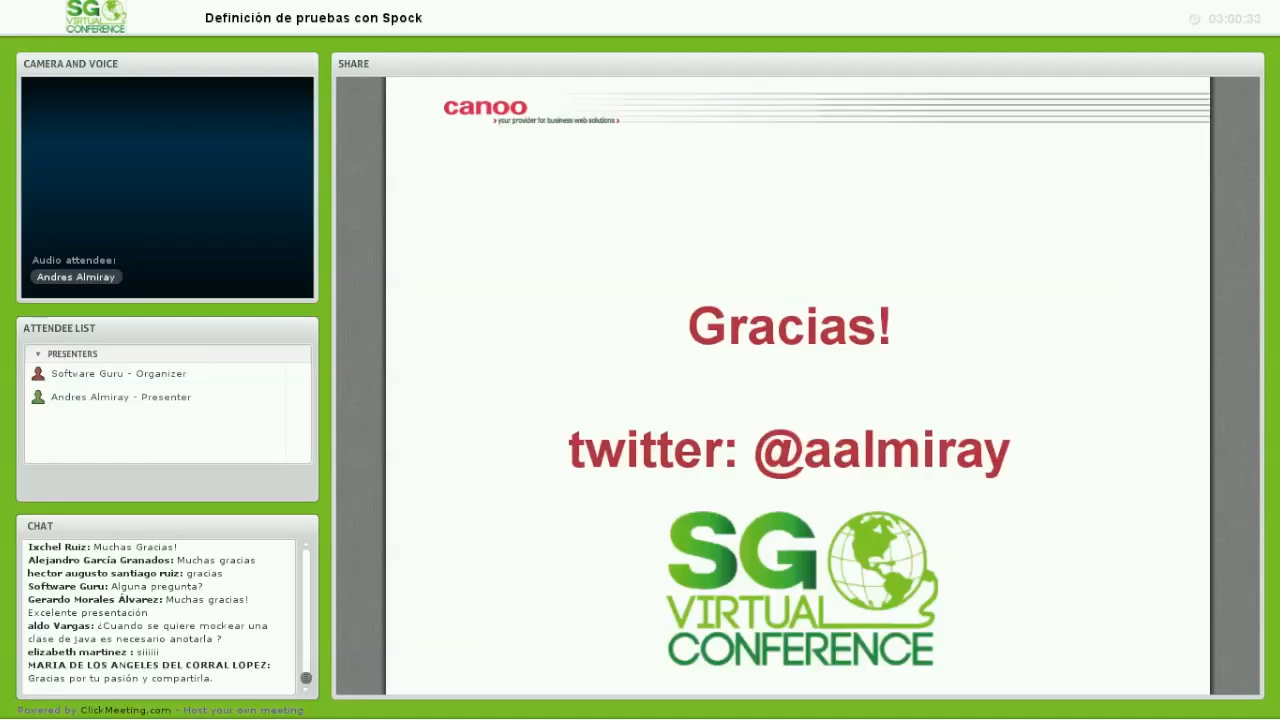 SG
VIRTUAL
CONFERENCE
Definición de pruebas con Spock
03:00:33
CAMERA AND VOICE
Audio attendee:
Andres Almiray
ATTENDEE LIST
PRESENTERS
Software Guru - Organizer
Andres Almiray - Presenter
CHAT
Ixchel Ruiz: Muchas Gracias!
Alejandro García Granados: Muchas gracias
hector augusto santiago ruiz: gracias
Software Guru: Alguna pregunta?
Gerardo Morales Álvarez: Muchas gracias!
Excelente presentación
aldo Vargas: ¿Cuando se quiere mockear una
clase de java es necesario anotarla ?
elizabeth martinez : siiiiii
MARIA DE LOS ANGELES DEL CORRAL LOPEZ:
Gracias por tu pasión y compartirla.
SHARE
canoo
your provider for business web solutions
Gracias!
twitter: @aalmiray
SG
VIRTUAL
CONFERENCE
Powered by ClickMeeting.com - Host your own meeting